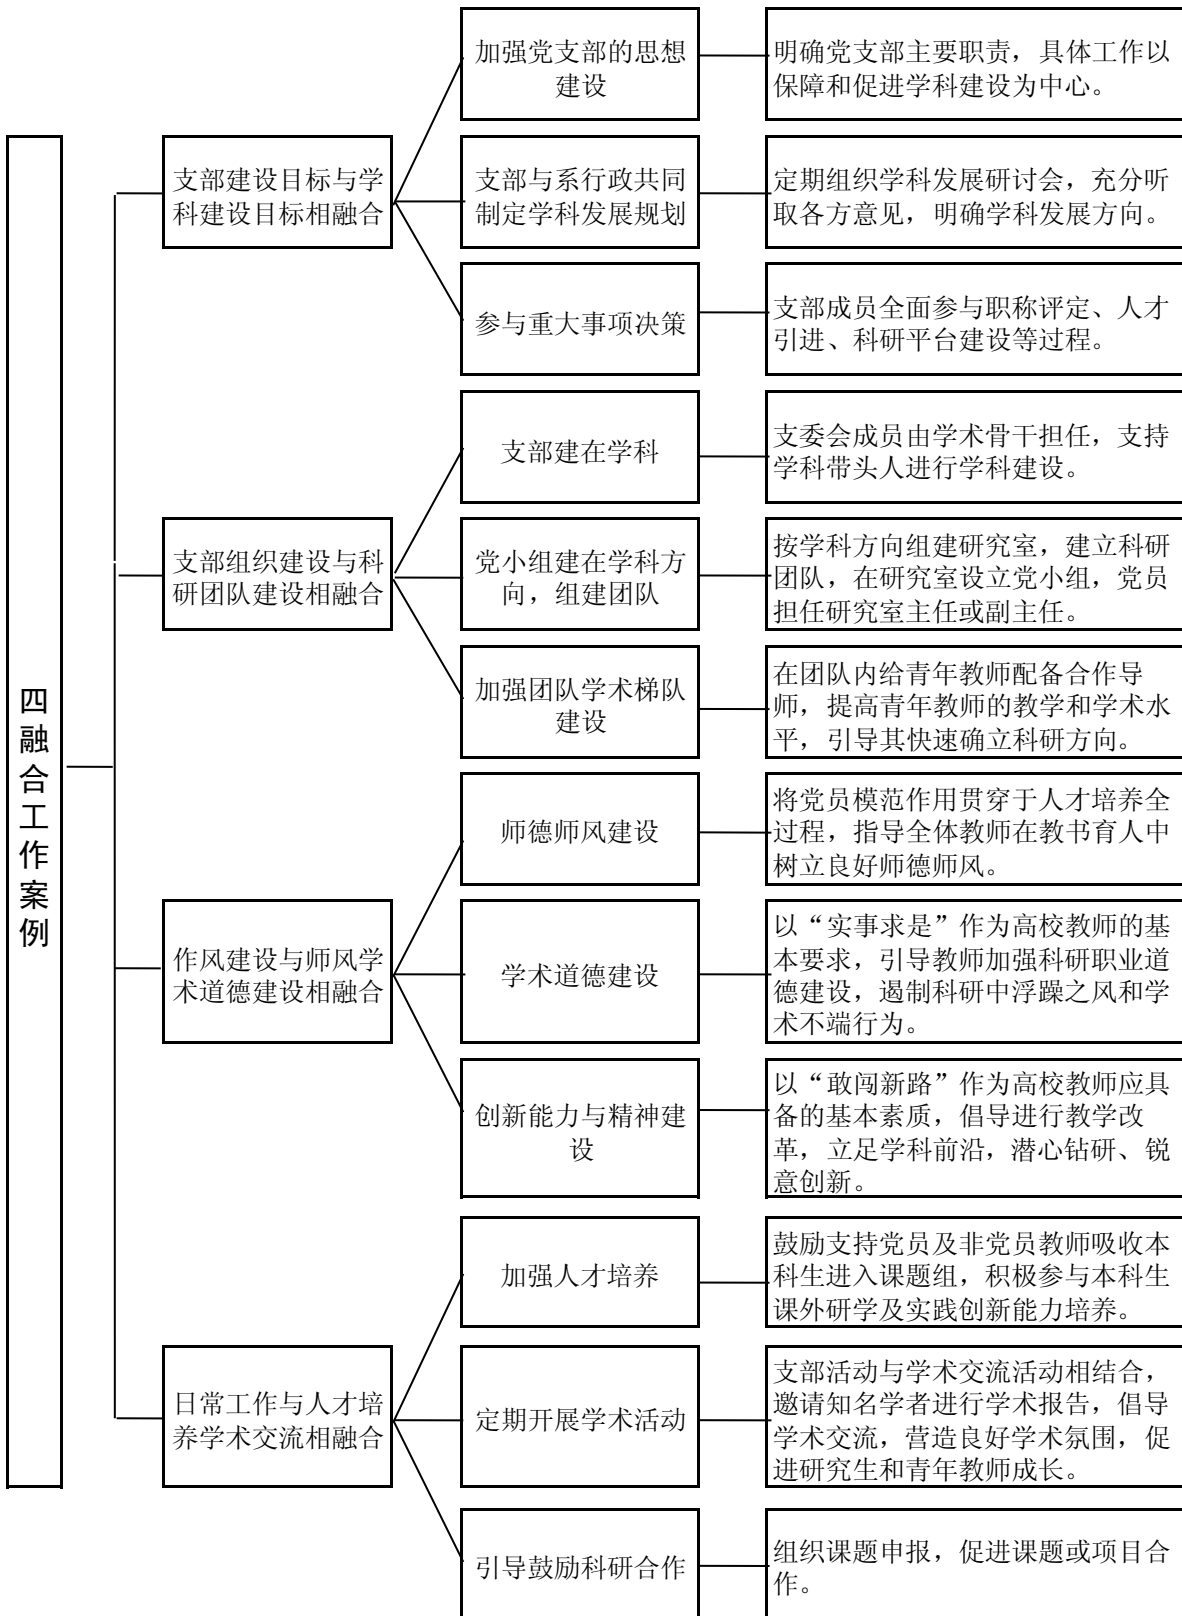 四融合工作案例
支部建设目标与学
科建设目标相融合
加强党支部的思想
建设
明确党支部主要职责，具体工作以
保障和促进学科建设为中心。
支部与系行政共同
制定学科发展规划
定期组织学科发展研讨会，充分听
取各方意见，明确学科发展方向。
参与重大事项决策
支部成员全面参与职称评定、人才
引进、科研平台建设等过程。
支部组织建设与科
研团队建设相融合
支部建在学科
支委会成员由学术骨干担任，支持
学科带头人进行学科建设。
党小组建在学科方
向，组建团队
按学科方向组建研究室，建立科研
团队，在研究室设立党小组，党员
担任研究室主任或副主任。
加强团队学术梯队
建设
在团队内给青年教师配备合作导
师，提高青年教师的教学和学术水
平，引导其快速确立科研方向。
作风建设与师风学
术道德建设相融合
师德师风建设
将党员模范作用贯穿于人才培养全
过程，指导全体教师在教书育人中
树立良好师德师风。
学术道德建设
以“实事求是”作为高校教师的基
本要求，引导教师加强科研职业道
德建设，遏制科研中浮躁之风和学
术不端行为。
创新能力与精神建
设
以“敢闯新路”作为高校教师应具
备的基本素质，倡导进行教学改
革，立足学科前沿，潜心钻研、锐
意创新。
日常工作与人才培
养学术交流相融合
加强人才培养
鼓励支持党员及非党员教师吸收本
科生进入课题组，积极参与本科生
课外研学及实践创新能力培养。
定期开展学术活动
支部活动与学术交流活动相结合，
邀请知名学者进行学术报告，倡导
学术交流，营造良好学术氛围，促
进研究生和青年教师成长。
引导鼓励科研合作
组织课题申报，促进课题或项目合
作。